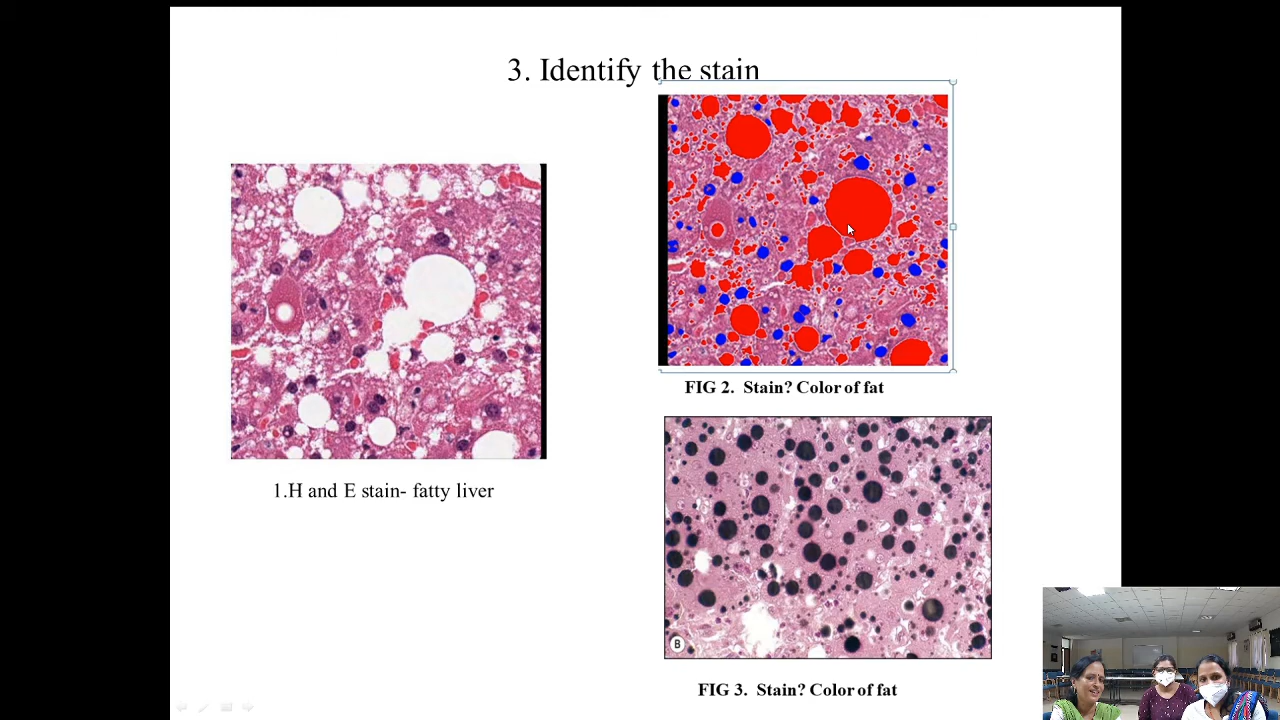 3. Identify the stain
FIG 2. Stain? Color of fat
1.H and E stain- fatty liver
B
FIG 3. Stain? Color of fat